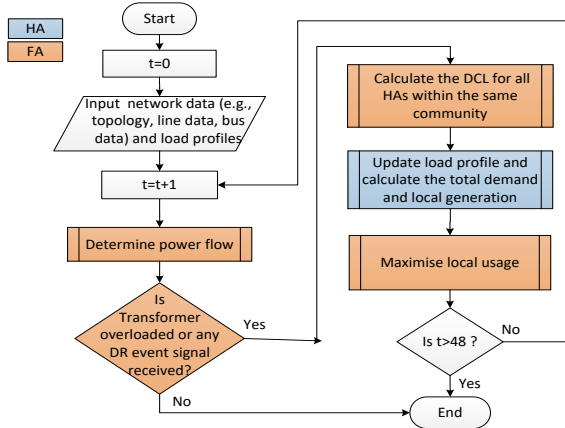 HA
FA
Start
t=0
Input network data (e.g.,
topology, line data, bus
data) and load profiles
t=t+1
Determine power flow
Is
Transformer
overloaded or any
DR event signal
received?
Yes
No
Calculate the DCL for all
HAs within the same
community
Update load profile and
calculate the total demand
and local generation
Maximise local usage
Is t>48 ?
No
Yes
End